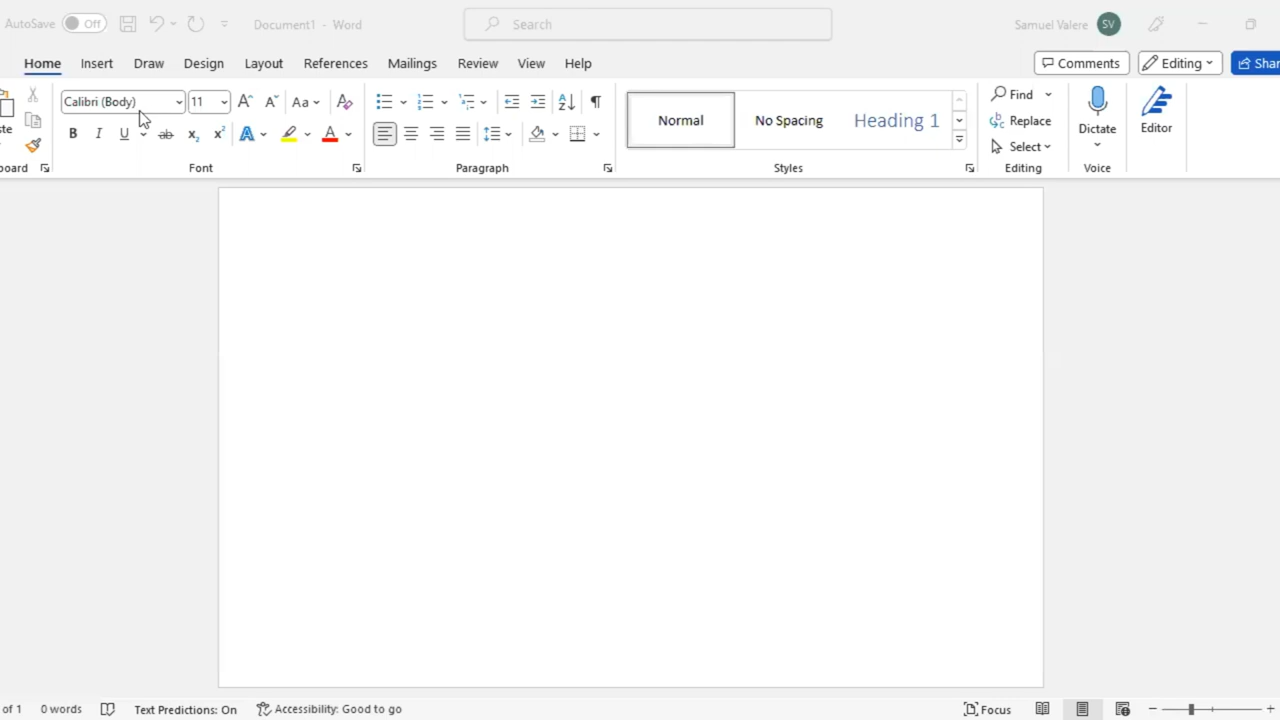 AutoSave Off Document1 - Word Search Samuel Valere SV
Home Insert Draw Design Layout References Mailings Review View Help Comments Editing Shar
Calibri (Body) 11 Aa Normal No Spacing Heading 1 Find Replace Select Dictate Editor
ste
board Font Paragraph Styles Editing Voice
of 1 0 words Text Predictions: On Accessibility: Good to go Focus